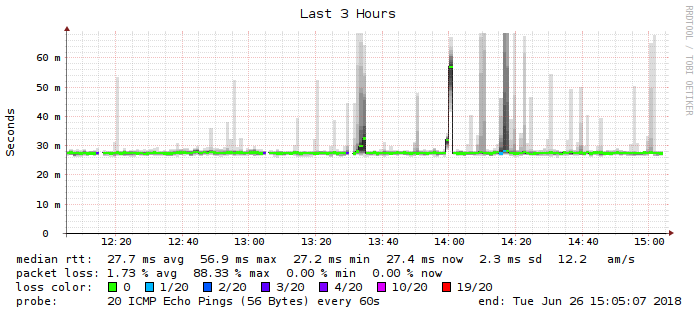 Last 3 Hours
RRDTOOL / TOBI OETIKER
Seconds
60 m
50 m
40 m
30 m
20 m
10 m
0
12:20 12:40 13:00 13:20 13:40 14:00 14:20 14:40 15:00
median rtt: 27.7 ms avg 56.9 ms max 27.2 ms min 27.4 ms now 2.3 ms sd 12.2 am/s
packet loss: 1.73 % avg 88.33 % max 0.00 % min 0.00 % now
loss color: 0 1/20 2/20 3/20 4/20 10/20 19/20
probe: 20 ICMP Echo Pings (56 Bytes) every 60s end: Tue Jun 26 15:05:07 2018